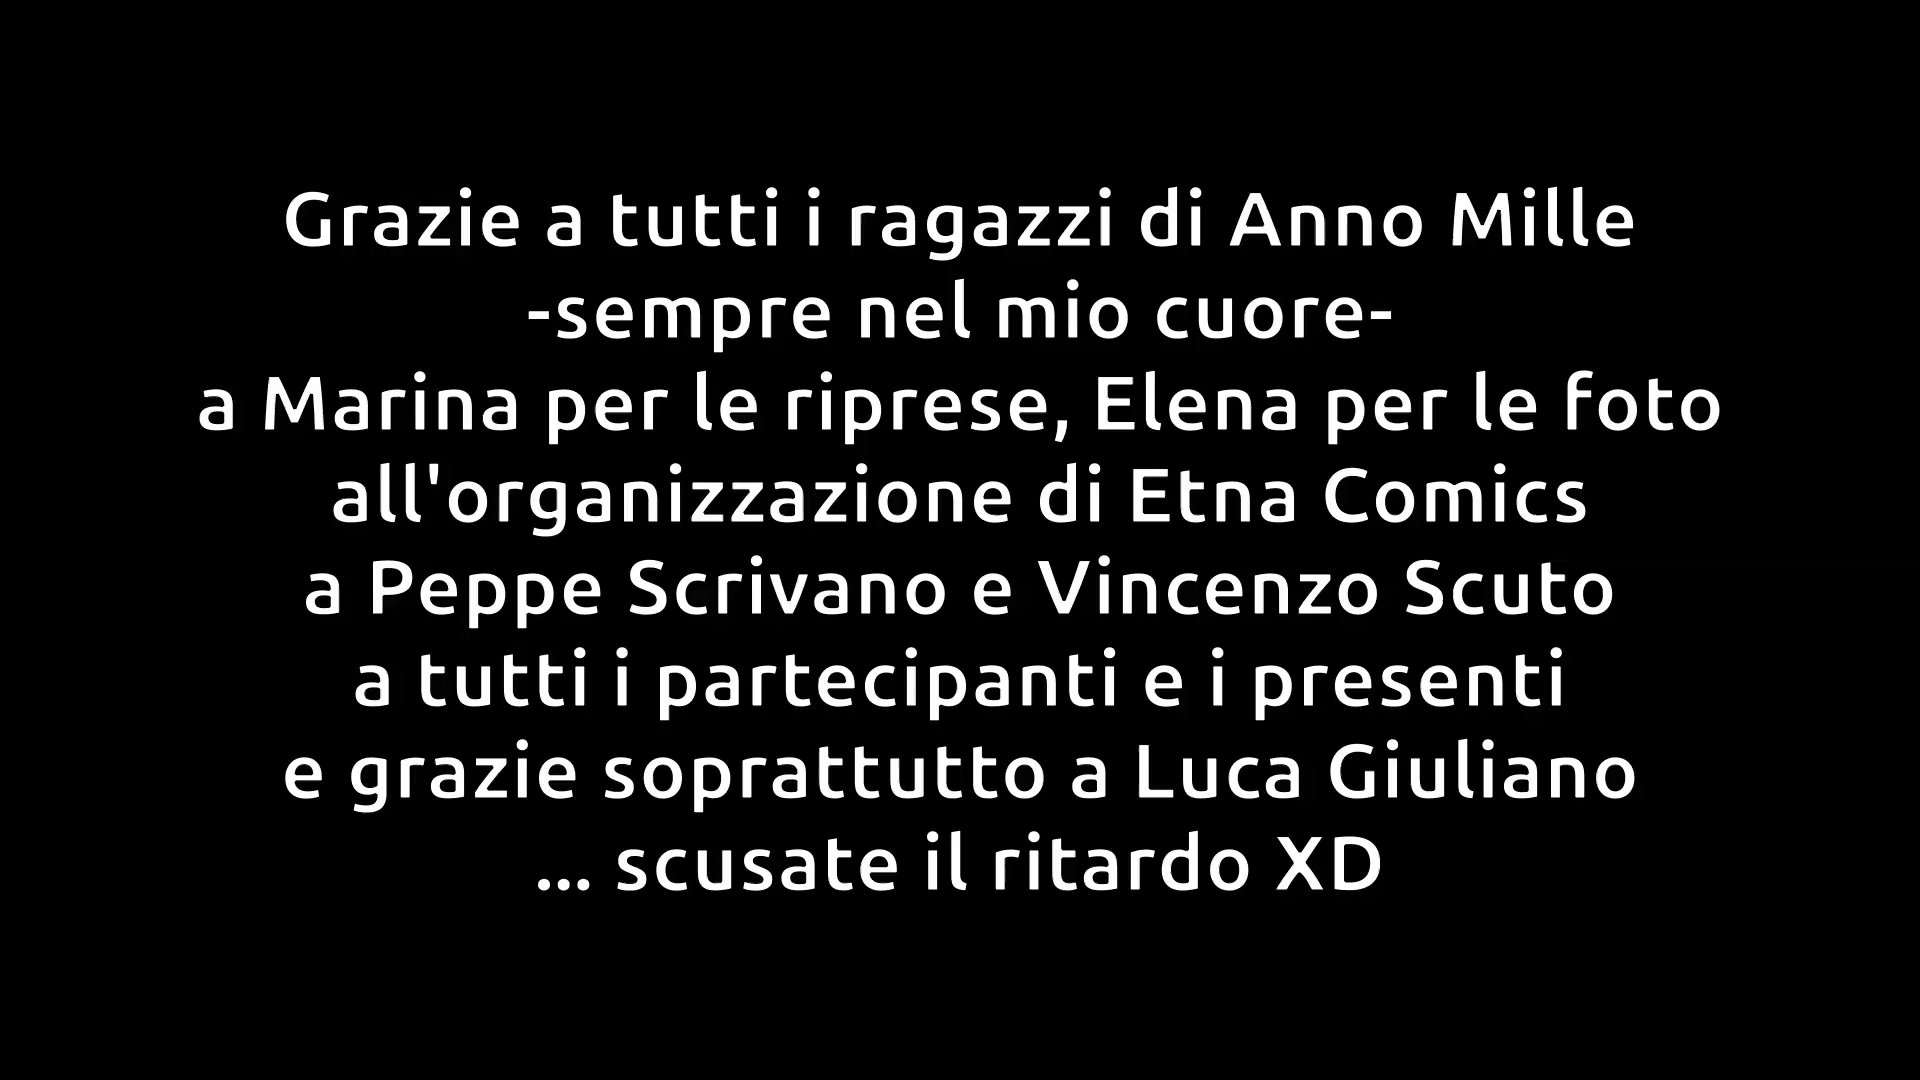 Grazie a tutti i ragazzi di Anno Mille
-sempre nel mio cuore-
a Marina per le riprese, Elena per le foto
all'organizzazione di Etna Comics
a Peppe Scrivano e Vincenzo Scuto
a tutti i partecipanti e i presenti
e grazie soprattutto a Luca Giuliano
... scusate il ritardo XD